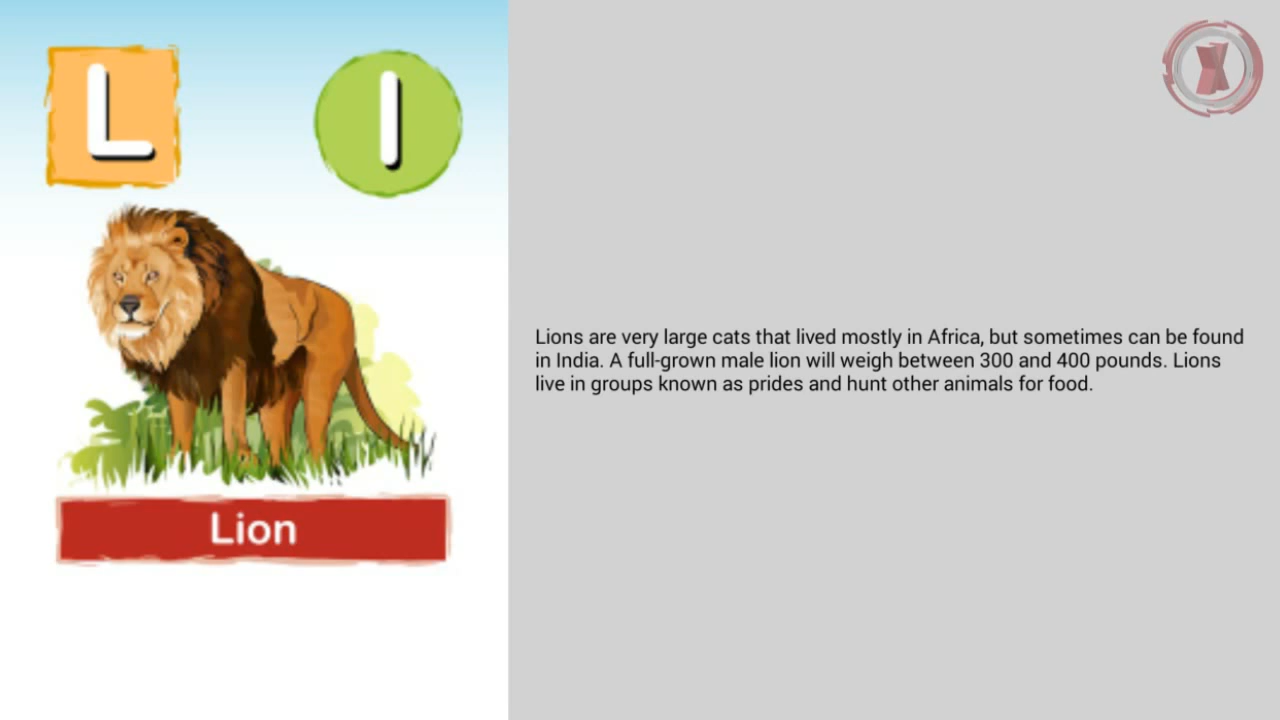 L l
Lion
Lions are very large cats that lived mostly in Africa, but sometimes can be found
in India. A full-grown male lion will weigh between 300 and 400 pounds. Lions
live in groups known as prides and hunt other animals for food.